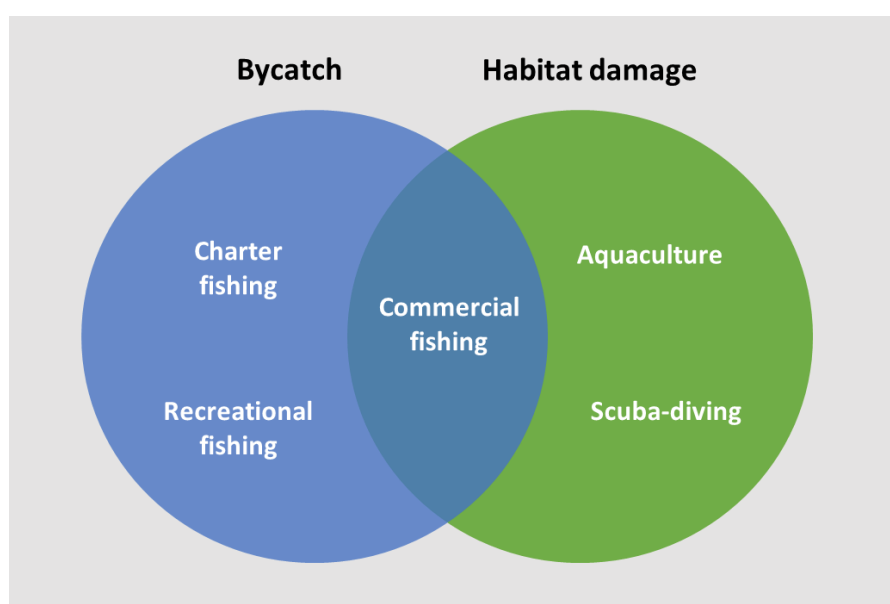 Bycatch
Habitat damage
Charter
fishing
Recreational
fishing
Commercial
fishing
Aquaculture
Scuba-diving